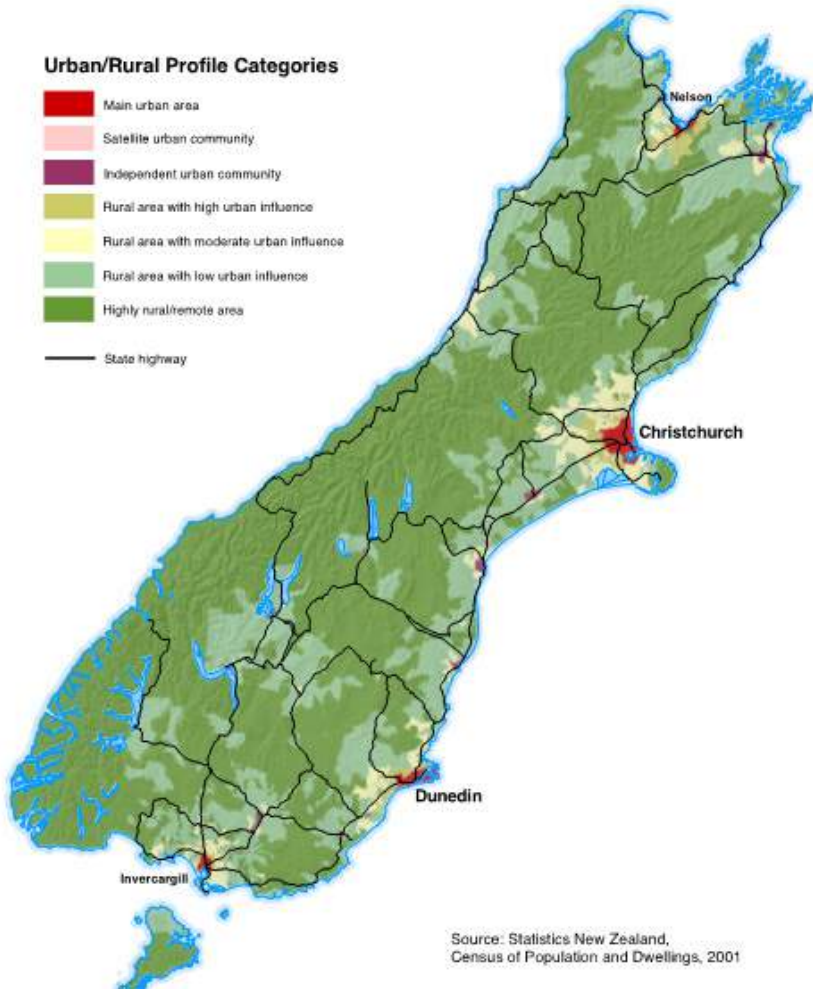 Urban/Rural Profile Categories
Main urban area
Satellite urban community
Independent urban community
Rural area with high urban influence
Rural area with moderate urban influence
Rural area with low urban influence
Highly rural/remote area
State highway
Nelson
Christchurch
Dunedin
Invercargill
Source: Statistics New Zealand,
Census of Population and Dwellings, 2001